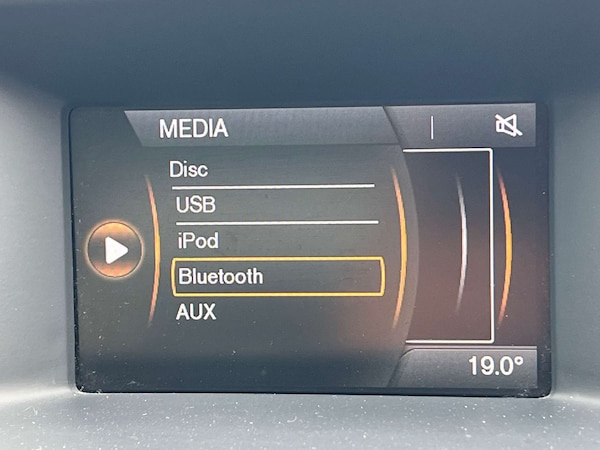 MEDIA
Disc
USB
iPod
Bluetooth
AUX
19.0°